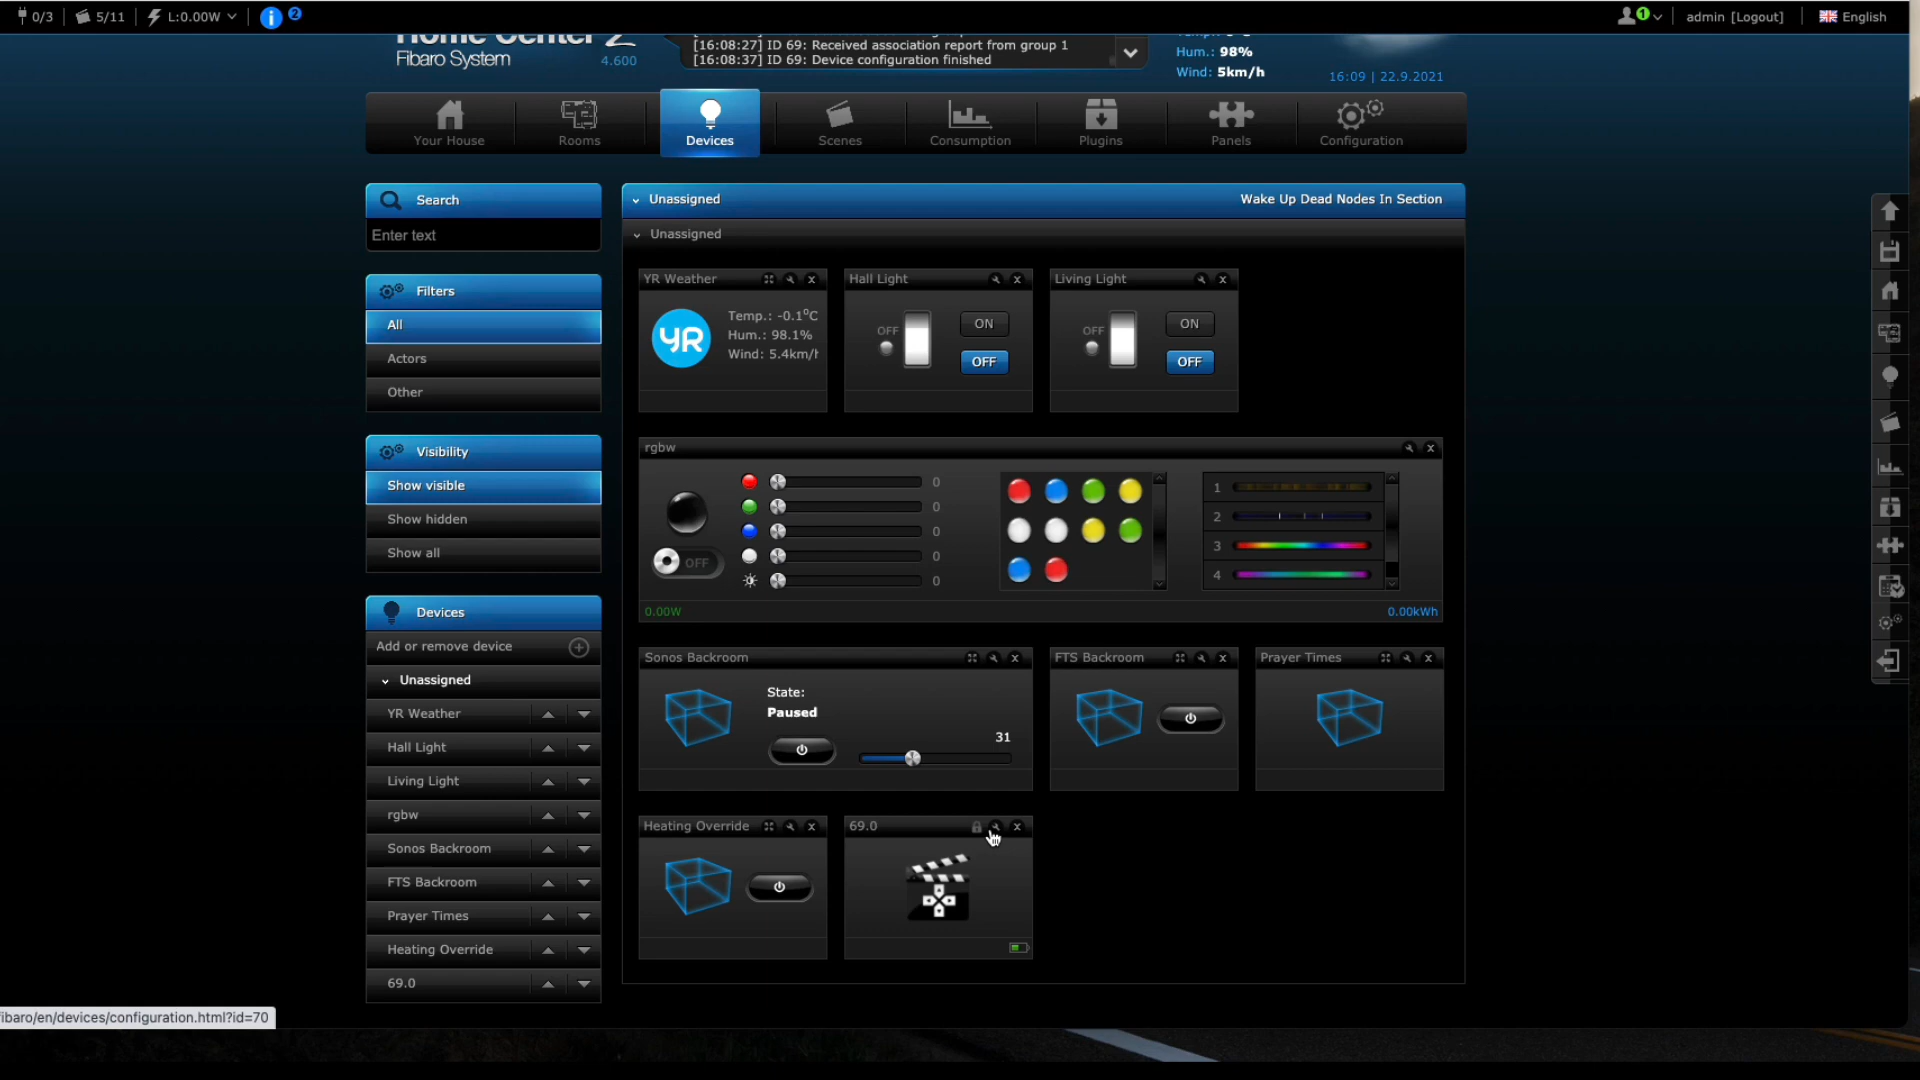 0/3
5/11
L:0.00W
2
1
admin [Logout]
English
Home Center 2
Fibaro System
4.600
[16:08:27] ID 69: Received association report from group 1
[16:08:37] ID 69: Device configuration finished
Hum.: 98%
Wind: 5km/h
16:09 | 22.9.2021
Your House
Rooms
Devices
Scenes
Consumption
Plugins
Panels
Configuration
Search
Enter text
Filters
All
Actors
Other
Visibility
Show visible
Show hidden
Show all
Devices
Add or remove device
Unassigned
YR Weather
Hall Light
Living Light
rgbw
Sonos Backroom
FTS Backroom
Prayer Times
Heating Override
69.0
Unassigned
Wake Up Dead Nodes In Section
Unassigned
YR Weather
YR
Temp.: -0.1°C
Hum.: 98.1%
Wind: 5.4km/h
Hall Light
OFF
ON
OFF
Living Light
OFF
ON
OFF
rgbw
OFF
0
0
0
0
0
1
2
3
4
0.00W
0.00kWh
Sonos Backroom
State:
Paused
31
FTS Backroom
Prayer Times
Heating Override
69.0
ibaro/en/devices/configuration.html?id=70